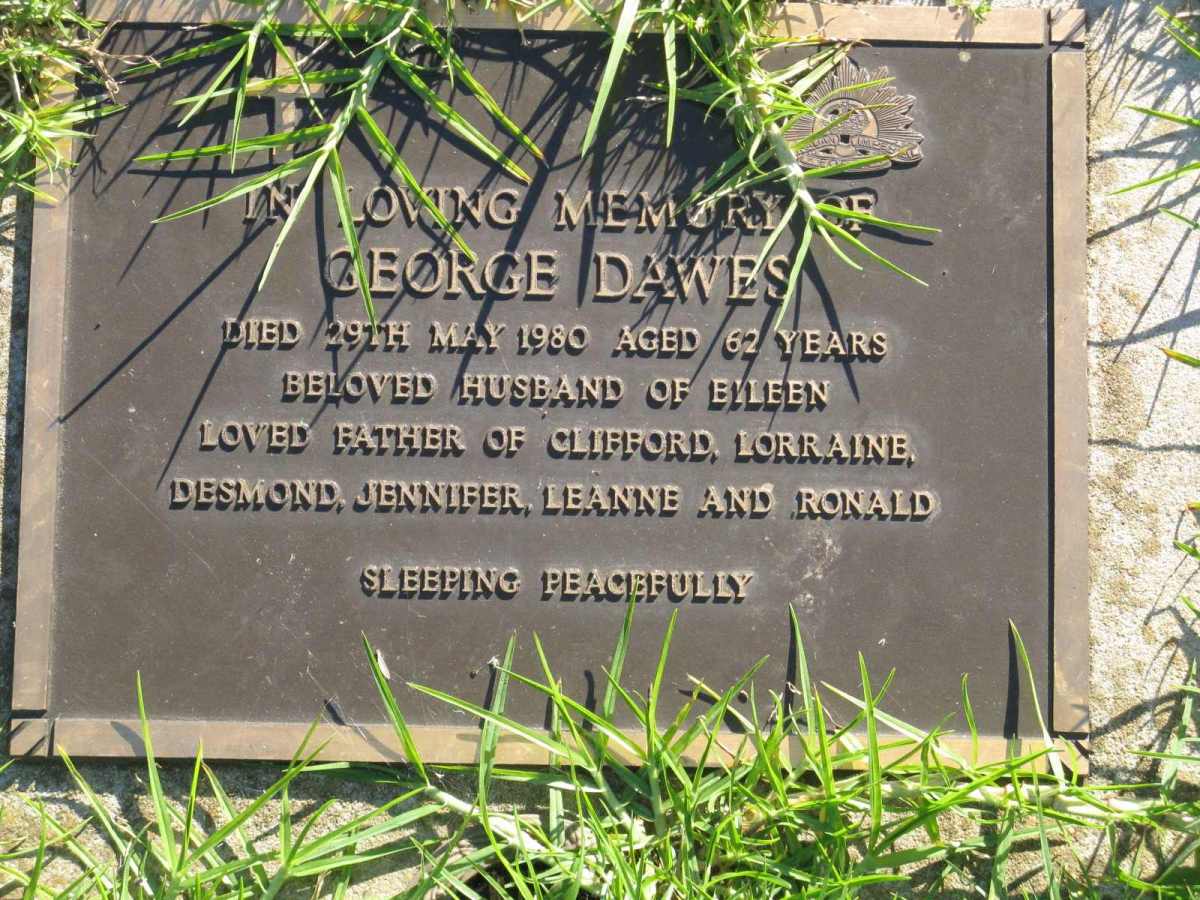 IN LOVING MEMORY OF
GEORGE DAWES
DIED 29TH MAY 1980 AGED 62 YEARS
BELOVED HUSBAND OF EILEEN
LOVED FATHER OF CLIFFORD, LORRAINE,
DESMOND, JENNIFER, LEANNE AND RONALD
SLEEPING PEACEFULLY